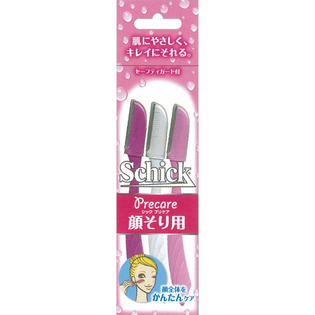 肌にやさしく、
キレイにそれる。
セーフティガード付
Schick
Precare
シック プリケア
顔そり用
顔全体を
かんたんケア